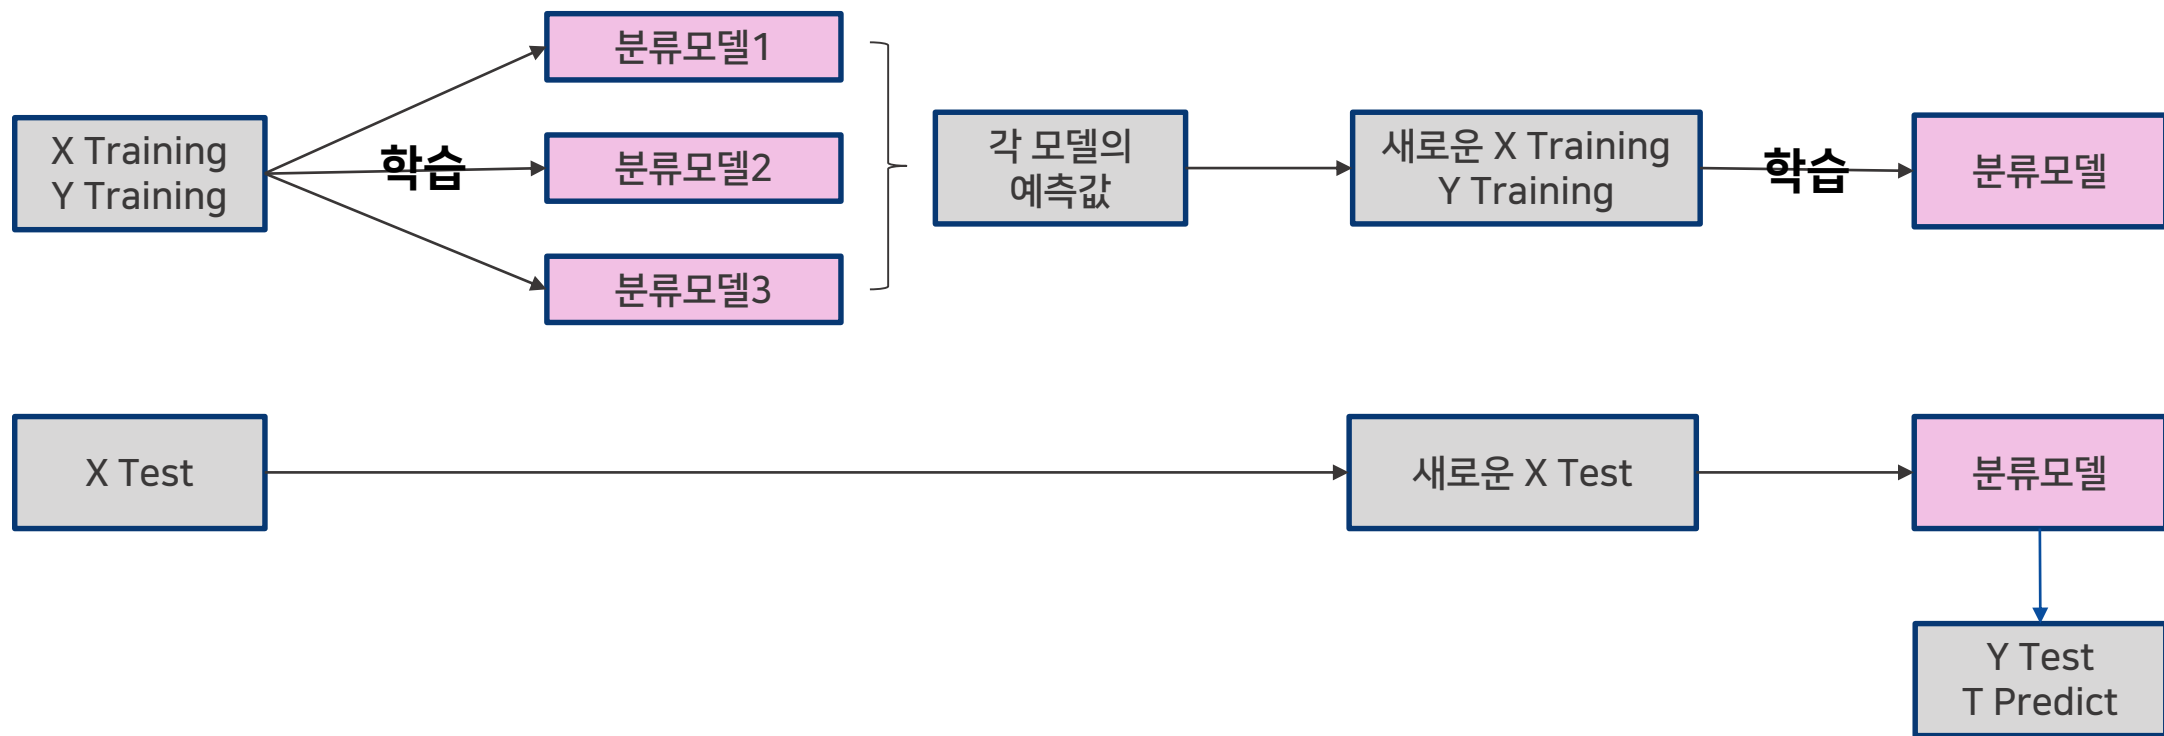 분류모델1
X Training
Y Training
학습
분류모델2
분류모델3
각 모델의
예측값
새로운 X Training
Y Training
학습
분류모델
X Test
새로운 X Test
분류모델
Y Test
T Predict